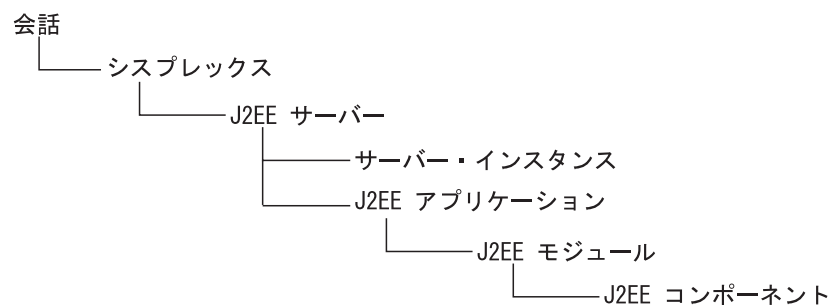 会話
シスプレックス
J2EE サーバー
サーバー・インスタンス
J2EE アプリケーション
J2EE モジュール
J2EE コンポーネント